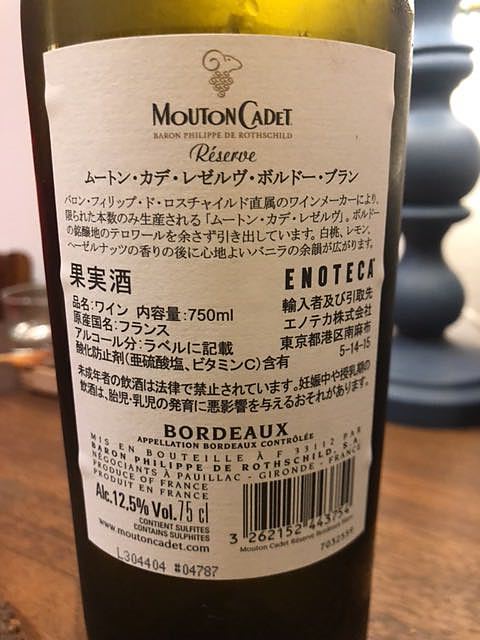 MOUTON CADET
BARON PHILIPPE DE ROTHSCHILD
Réserve
ムートン・カデ・レゼルヴ・ボルドー・ブラン
バロン・フィリップ・ド・ロスチャイルド直属のワインメーカーにより、
限られた本数のみ生産される「ムートン・カデ・レゼルヴ」。ボルドー
の銘醸地のテロワールを余さず引き出しています。白桃、レモン、
ヘーゼルナッツの香りの後に心地よいバニラの余韻が広がります。
果実酒
品名:ワイン 内容量:750ml
原産国名:フランス
アルコール分:ラベルに記載
酸化防止剤(亜硫酸塩、ビタミンC)含有
ENOTECA
輸入者及び引取先
エノテカ株式会社
東京都港区南麻布
5-14-15
未成年者の飲酒は法律で禁止されています。妊娠中や授乳期の
飲酒は、胎児・乳児の発育に悪影響を与えるおそれがあります。
BORDEAUX
APPELLATION BORDEAUX CONTRÔLÉE
MIS EN BOUTEILLE À F 33112 PAR
BARON PHILIPPE DE ROTHSCHILD, S.A.
NÉGOCIANTS À PAUILLAC - GIRONDE - FRANCE
PRODUCE OF FRANCE
PRODUIT EN FRANCE
Alc.12.5% Vol. 75 cl
CONTIENT SULFITES
CONTAINS SULPHITES
www.moutoncadet.com
3 262152 443754
Mouton Cadet Réserve Bordeaux Blanc
7032559
L304404 #04787